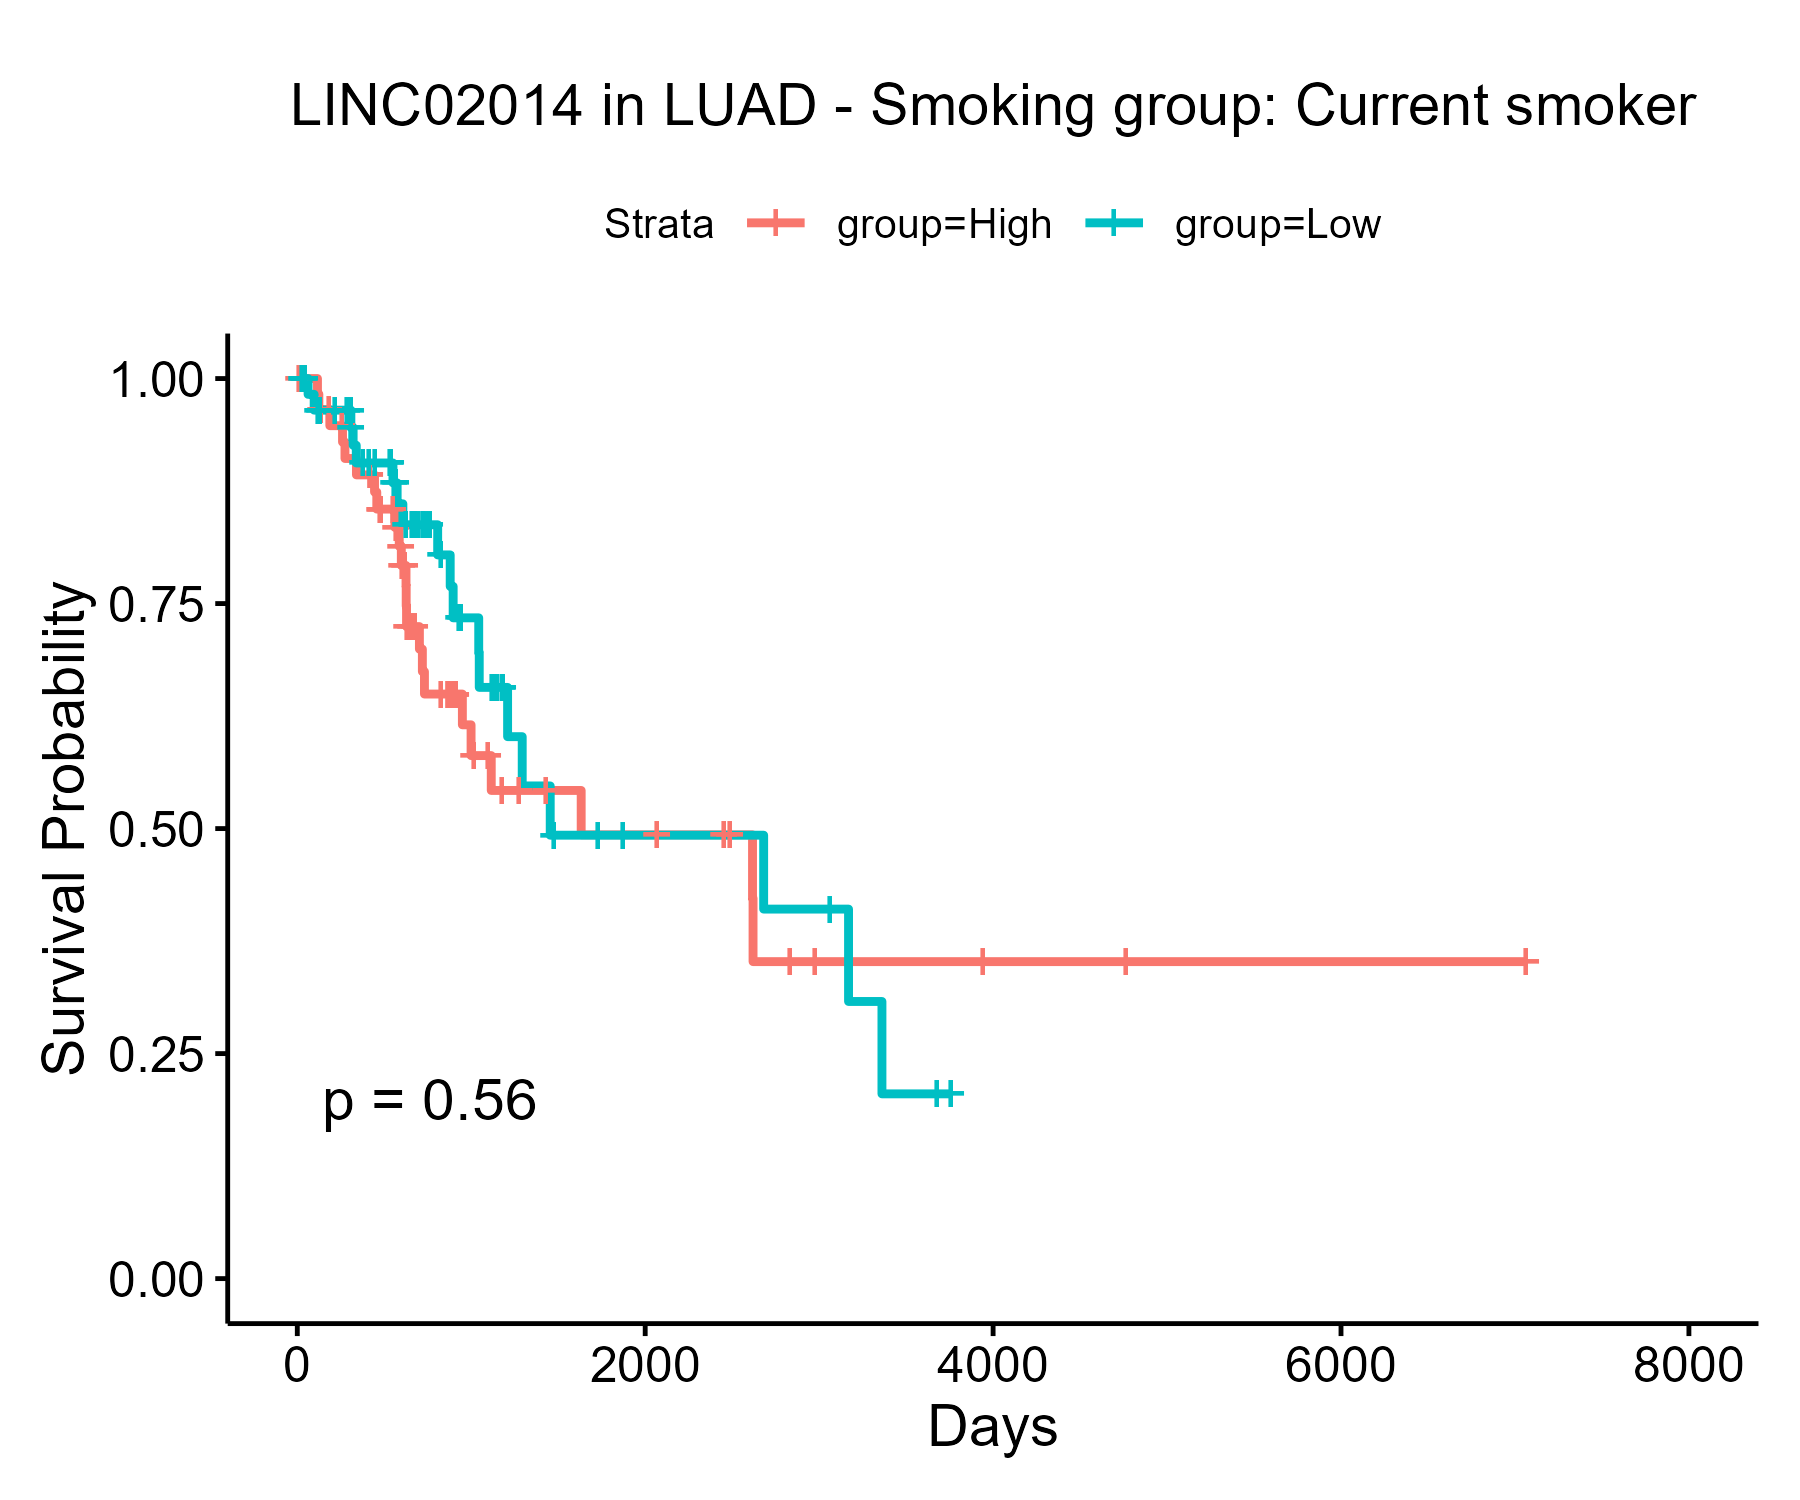 LINC02014 in LUAD - Smoking group: Current smoker
Strata group=High group=Low
Survival Probability
1.00
0.75
0.50
0.25
0.00
p = 0.56
0 2000 4000 6000 8000
Days